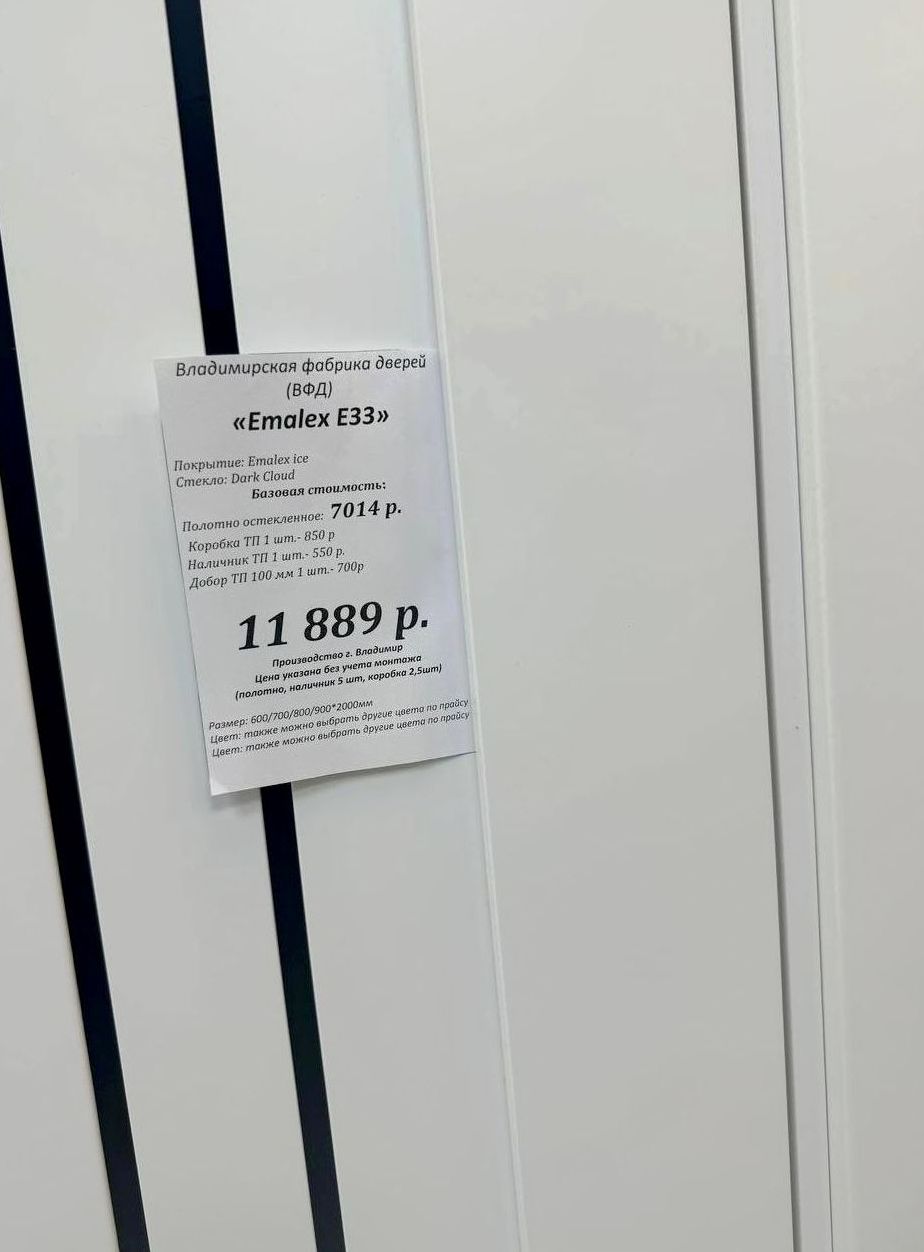 Владимирская фабрика дверей
(ВФД)
«Emalex E33»
Покрытие: Emalex ice
Стекло: Dark Cloud
Базовая стоимость:
Полотно остекленное: 7014 р.
Коробка ТП 1 шт.- 850 р
Наличник ТП 1 шт.- 550 р.
Добор ТП 100 мм 1 шт.- 700р
11 889 р.
Производство г. Владимир
Цена указана без учета монтажа
(полотно, наличник 5 шт, коробка 2,5шт)
Размер: 600/700/800/900*2000мм
Цвет: также можно выбрать другие цвета по прайсу
Цвет: также можно выбрать другие цвета по прайсу